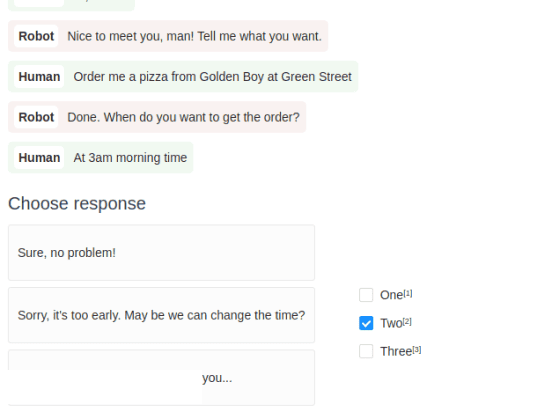 Robot Nice to meet you, man! Tell me what you want.
Human Order me a pizza from Golden Boy at Green Street
Robot Done. When do you want to get the order?
Human At 3am morning time
Choose response
Sure, no problem!
Sorry, it's too early. May be we can change the time?
you...
One[1]
Two[2]
Three[3]